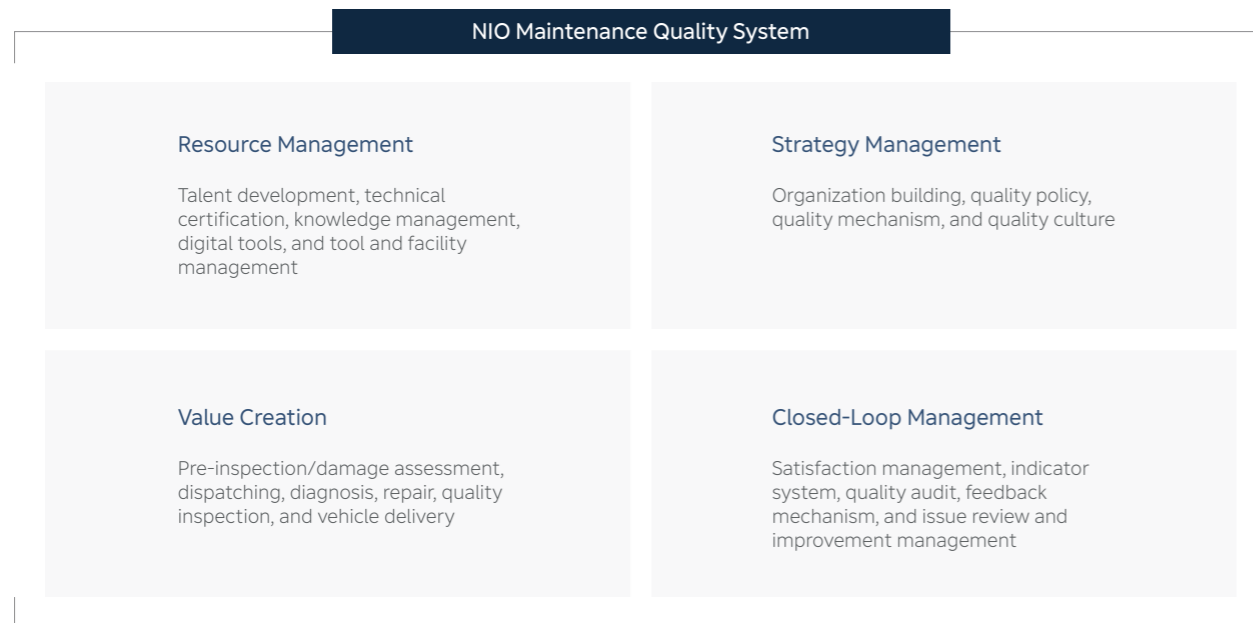 NIO Maintenance Quality System
Resource Management
Talent development, technical
certification, knowledge management,
digital tools, and tool and facility
management
Strategy Management
Organization building, quality policy,
quality mechanism, and quality culture
Value Creation
Pre-inspection/damage assessment,
dispatching, diagnosis, repair, quality
inspection, and vehicle delivery
Closed-Loop Management
Satisfaction management, indicator
system, quality audit, feedback
mechanism, and issue review and
improvement management